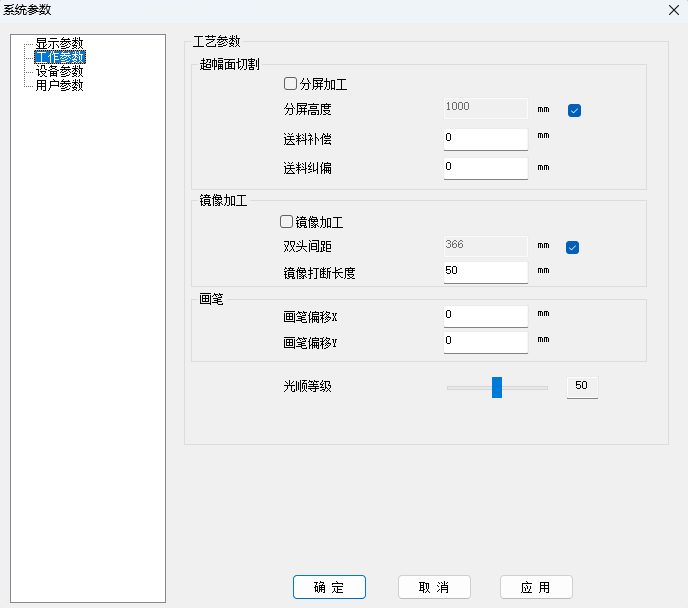 系统参数
显示参数
工作参数
设备参数
用户参数
工艺参数
超幅面切割
分屏加工
分屏高度 1000 mm
送料补偿 0 mm
送料纠偏 0 mm
镜像加工
镜像加工
双头间距 366 mm
镜像打断长度 50 mm
画笔
画笔偏移X 0 mm
画笔偏移Y 0 mm
光顺等级 50
确定 取消 应用